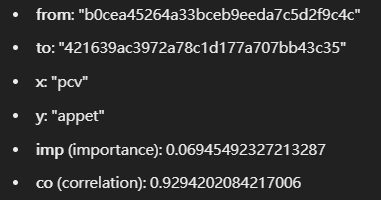 • from: "b0cea45264a33bceb9eeda7c5d2f9c4c"
• to: "421639ac3972a78c1d177a707bb43c35"
• x: "pcv"
• y: "appet"
• imp (importance): 0.06945492327213287
• co (correlation): 0.9294202084217006